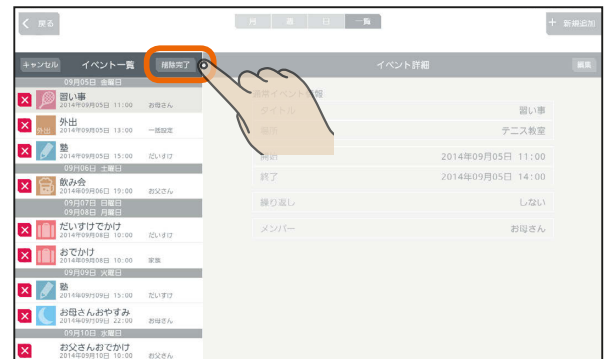 戻る
月 週 日 一覧
+ 新規追加
キャンセル イベント一覧 削除完了
イベント詳細
編集
09月05日 金曜日
習い事
2014年09月05日 11:00 お母さん
外出
外出
2014年09月05日 13:00 一括設定
塾
2014年09月05日 15:00 だいすけ
09月06日 土曜日
飲み会
2014年09月06日 19:00 お父さん
09月07日 日曜日
09月08日 月曜日
だいすけでかけ
2014年09月08日 10:00 だいすけ
おでかけ
2014年09月08日 10:00 家族
09月09日 火曜日
塾
2014年09月09日 15:00 だいすけ
お母さんおやすみ
2014年09月09日 22:00 お母さん
09月10日 水曜日
お父さんおでかけ
2014年09月10日 10:00 お父さん
タイトル 習い事
テニス教室
開始 2014年09月05日 11:00
終了 2014年09月05日 14:00
繰り返し しない
メンバー お母さん